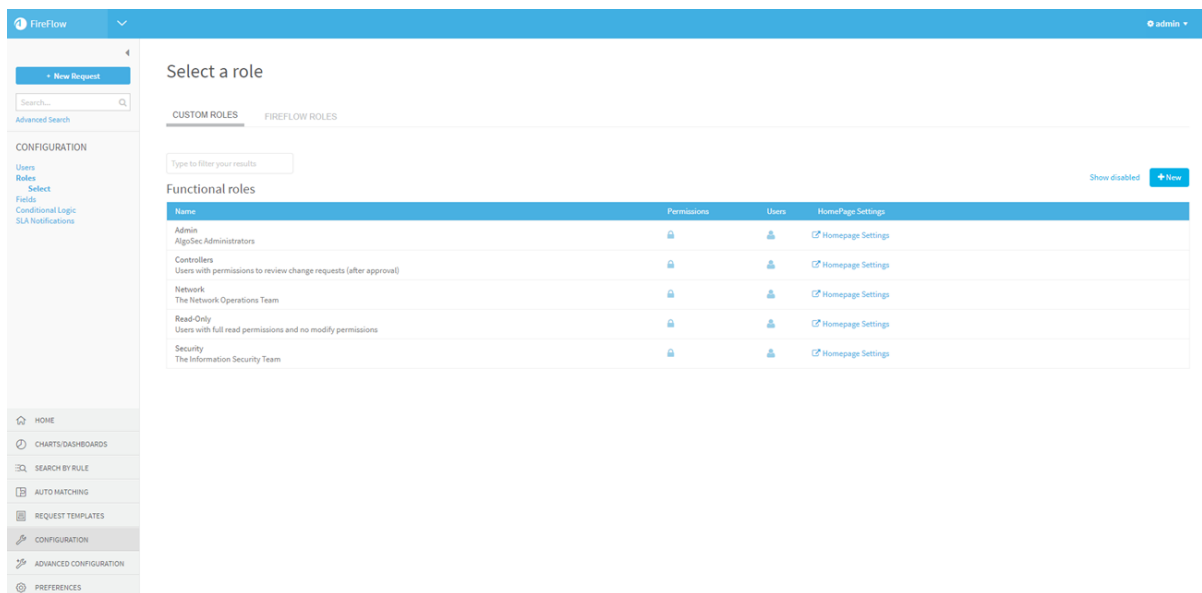 FireFlow
admin
+ New Request
Search...
Advanced Search
CONFIGURATION
Users
Roles
Select
Fields
Conditional Logic
SLA Notifications
HOME
CHARTS/DASHBOARDS
SEARCH BY RULE
AUTO MATCHING
REQUEST TEMPLATES
CONFIGURATION
ADVANCED CONFIGURATION
PREFERENCES
Select a role
CUSTOM ROLES FIREFLOW ROLES
Type to filter your results
Show disabled +New
Functional roles
Name Permissions Users HomePage Settings
Admin
AlgoSec Administrators
Homepage Settings
Controllers
Users with permissions to review change requests (after approval)
Homepage Settings
Network
The Network Operations Team
Homepage Settings
Read-Only
Users with full read permissions and no modify permissions
Homepage Settings
Security
The Information Security Team
Homepage Settings